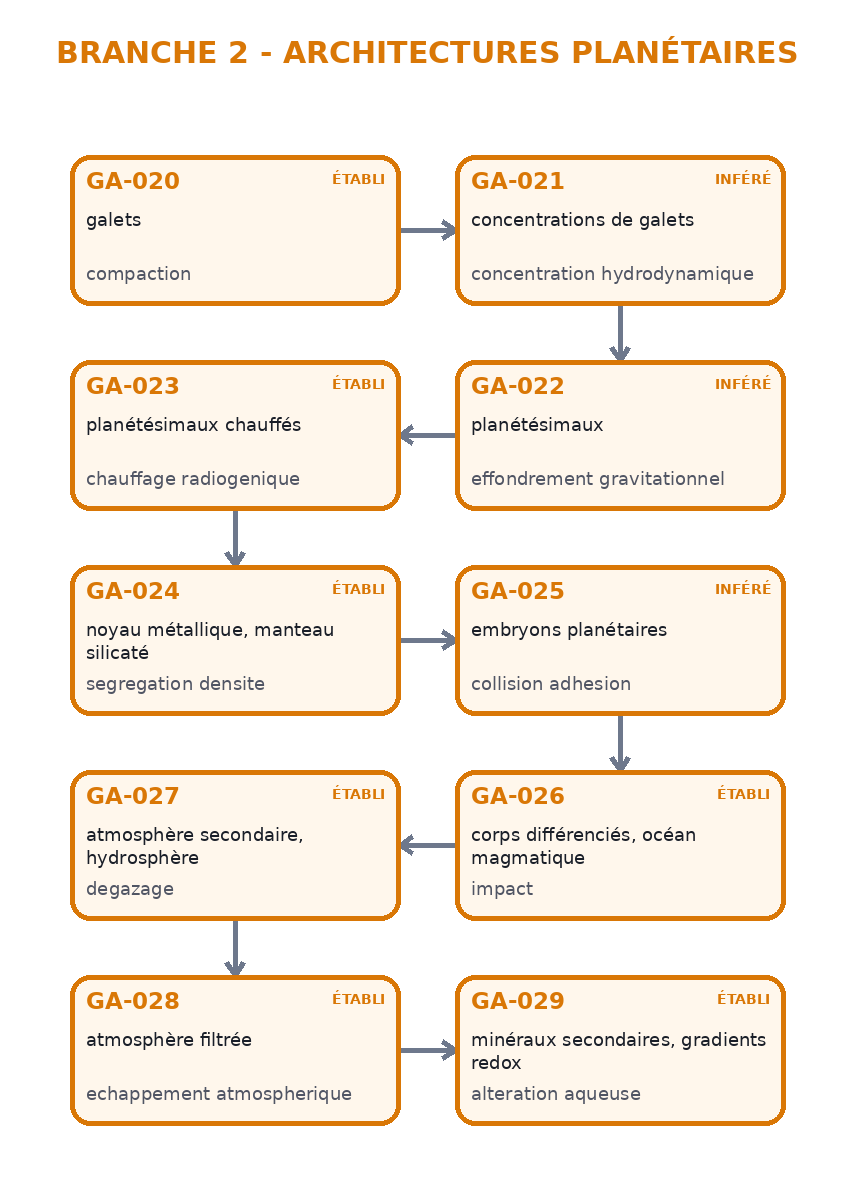 BRANCHE 2 - ARCHITECTURES PLANÉTAIRES
GA-020
ÉTABLI
galets
compaction
GA-021
INFÉRÉ
concentrations de galets
concentration hydrodynamique
GA-023
ÉTABLI
planétésimaux chauffés
chauffage radiogenique
GA-022
INFÉRÉ
planétésimaux
effondrement gravitationnel
GA-024
ÉTABLI
noyau métallique, manteau
silicaté
segregation densite
GA-025
INFÉRÉ
embryons planétaires
collision adhesion
GA-027
ÉTABLI
atmosphère secondaire,
hydrosphère
degazage
GA-026
ÉTABLI
corps différenciés, océan
magmatique
impact
GA-028
ÉTABLI
atmosphère filtrée
echappement atmospherique
GA-029
ÉTABLI
minéraux secondaires, gradients
redox
alteration aqueuse